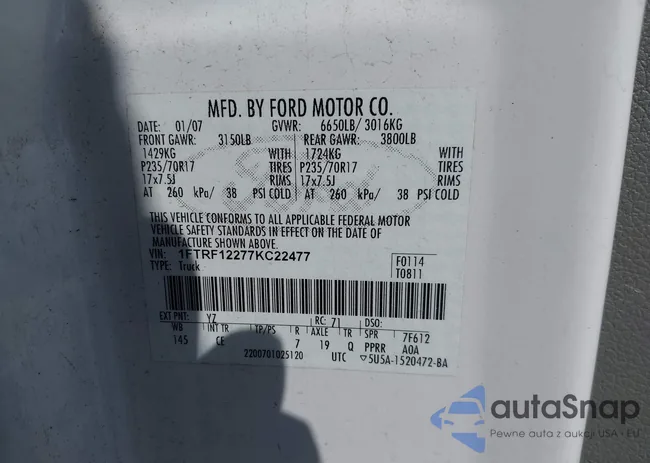 MFD. BY FORD MOTOR CO.
DATE: 01/07 GVWR: 6650LB/ 3016KG
FRONT GAWR: 3150LB REAR GAWR: 3800LB
1429KG WITH 1724KG WITH
P235/70R17 TIRES P235/70R17 TIRES
17x7.5J RIMS 17x7.5J RIMS
AT 260 kPa/ 38 PSI COLD AT 260 kPa/ 38 PSI COLD
THIS VEHICLE CONFORMS TO ALL APPLICABLE FEDERAL MOTOR
VEHICLE SAFETY STANDARDS IN EFFECT ON THE DATE OF
MANUFACTURE SHOWN ABOVE.
VIN: 1FTRF12277KC22477 F0114
TYPE: Truck T0811
EXT PNT: YZ RC: 71 DSO:
WB INT TR TP/PS R AXLE TR SPR 7F612
145 CE 7 19 Q PPRR AOA
2200701025120 UTC ▽5U5A-1520472-BA
autoSnap
Pewne auta z aukcji USA - EU